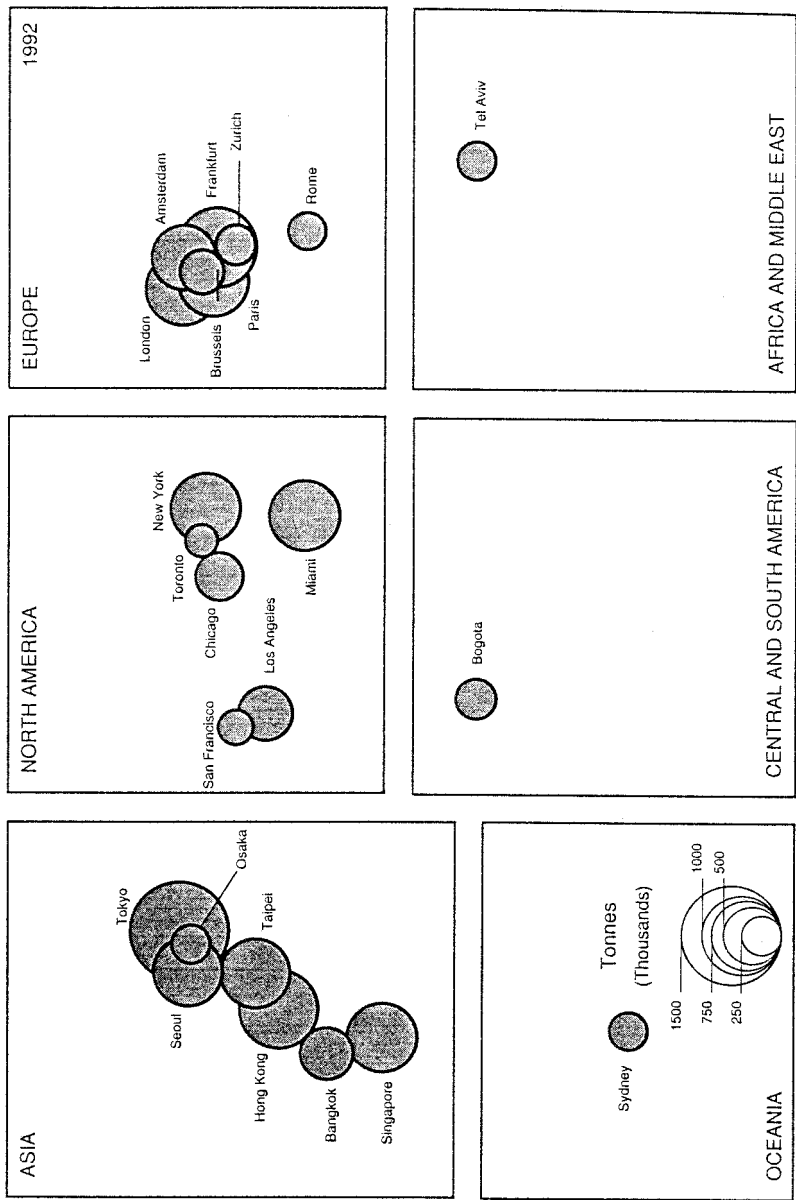 ASIA
Tokyo
Osaka
Seoul
Taipei
Hong Kong
Bangkok
Singapore
NORTH AMERICA
New York
Toronto
Chicago
San Francisco
Los Angeles
Miami
EUROPE
1992
Amsterdam
London
Frankfurt
Zurich
Brussels
Paris
Rome
OCEANIA
Sydney
Tonnes
(Thousands)
1500
1000
750
500
250
CENTRAL AND SOUTH AMERICA
Bogota
AFRICA AND MIDDLE EAST
Tel Aviv